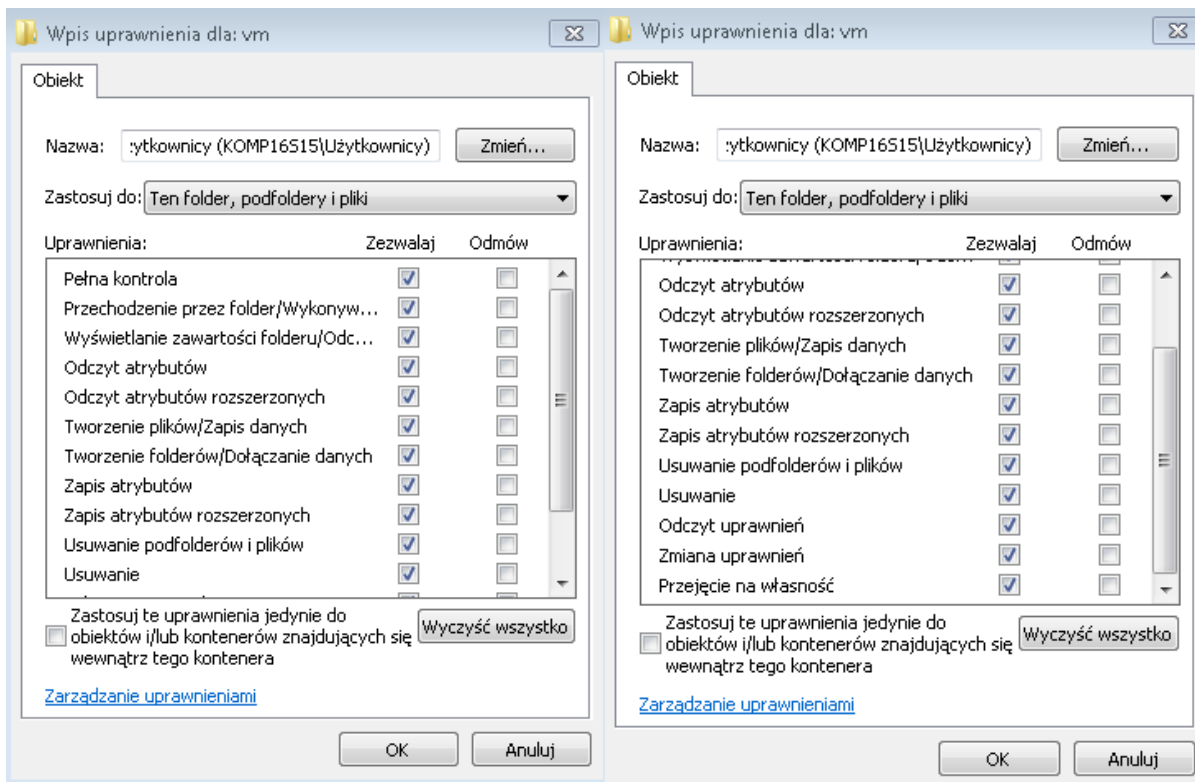 Wpis uprawnienia dla: vm
Obiekt
Nazwa: :ytkownicy (KOMP16S15\Użytkownicy) Zmień...
Zastosuj do: Ten folder, podfoldery i pliki
Uprawnienia: Zezwalaj Odmów
Pełna kontrola
Przechodzenie przez folder/Wykonyw...
Wyświetlanie zawartości folderu/Odc...
Odczyt atrybutów
Odczyt atrybutów rozszerzonych
Tworzenie plików/Zapis danych
Tworzenie folderów/Dołączanie danych
Zapis atrybutów
Zapis atrybutów rozszerzonych
Usuwanie podfolderów i plików
Usuwanie
Zastosuj te uprawnienia jedynie do
obiektów i/lub kontenerów znajdujących się
wewnątrz tego kontenera
Wyczyść wszystko
Zarządzanie uprawnieniami
OK Anuluj
Wpis uprawnienia dla: vm
Obiekt
Nazwa: :ytkownicy (KOMP16S15\Użytkownicy) Zmień...
Zastosuj do: Ten folder, podfoldery i pliki
Uprawnienia: Zezwalaj Odmów
Odczyt atrybutów
Odczyt atrybutów rozszerzonych
Tworzenie plików/Zapis danych
Tworzenie folderów/Dołączanie danych
Zapis atrybutów
Zapis atrybutów rozszerzonych
Usuwanie podfolderów i plików
Usuwanie
Odczyt uprawnień
Zmiana uprawnień
Przejęcie na własność
Zastosuj te uprawnienia jedynie do
obiektów i/lub kontenerów znajdujących się
wewnątrz tego kontenera
Wyczyść wszystko
Zarządzanie uprawnieniami
OK Anuluj